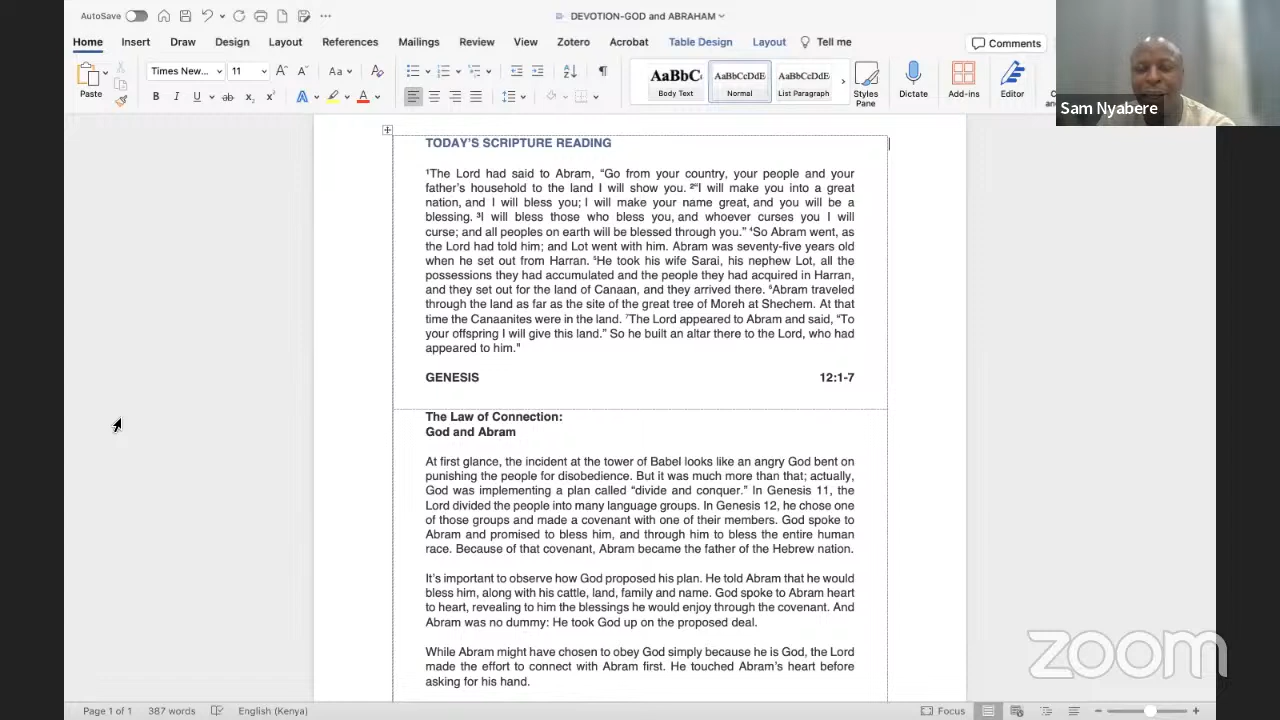 AutoSave
DEVOTION-GOD and ABRAHAM
Home Insert Draw Design Layout References Mailings Review View Zotero Acrobat Table Design Layout Tell me
Comments
Paste
Times New... 11
AaBbC AaBbCcDdE AaBbCcDdE
Body Text Normal List Paragraph
Styles Pane
Dictate
Add-ins
Editor
Sam Nyabere
TODAY'S SCRIPTURE READING
¹The Lord had said to Abram, “Go from your country, your people and your
father's household to the land I will show you. ²“I will make you into a great
nation, and I will bless you; I will make your name great, and you will be a
blessing. ³I will bless those who bless you, and whoever curses you I will
curse; and all peoples on earth will be blessed through you.” ⁴So Abram went, as
the Lord had told him; and Lot went with him. Abram was seventy-five years old
when he set out from Harran. ⁵He took his wife Sarai, his nephew Lot, all the
possessions they had accumulated and the people they had acquired in Harran,
and they set out for the land of Canaan, and they arrived there. ⁶Abram traveled
through the land as far as the site of the great tree of Moreh at Shechem. At that
time the Canaanites were in the land. ⁷The Lord appeared to Abram and said, “To
your offspring I will give this land.” So he built an altar there to the Lord, who had
appeared to him."
GENESIS 12:1-7
The Law of Connection:
God and Abram
At first glance, the incident at the tower of Babel looks like an angry God bent on
punishing the people for disobedience. But it was much more than that; actually,
God was implementing a plan called “divide and conquer.” In Genesis 11, the
Lord divided the people into many language groups. In Genesis 12, he chose one
of those groups and made a covenant with one of their members. God spoke to
Abram and promised to bless him, and through him to bless the entire human
race. Because of that covenant, Abram became the father of the Hebrew nation.
It's important to observe how God proposed his plan. He told Abram that he would
bless him, along with his cattle, land, family and name. God spoke to Abram heart
to heart, revealing to him the blessings he would enjoy through the covenant. And
Abram was no dummy: He took God up on the proposed deal.
While Abram might have chosen to obey God simply because he is God, the Lord
made the effort to connect with Abram first. He touched Abram's heart before
asking for his hand.
zoom
Page 1 of 1 387 words English (Kenya) Focus